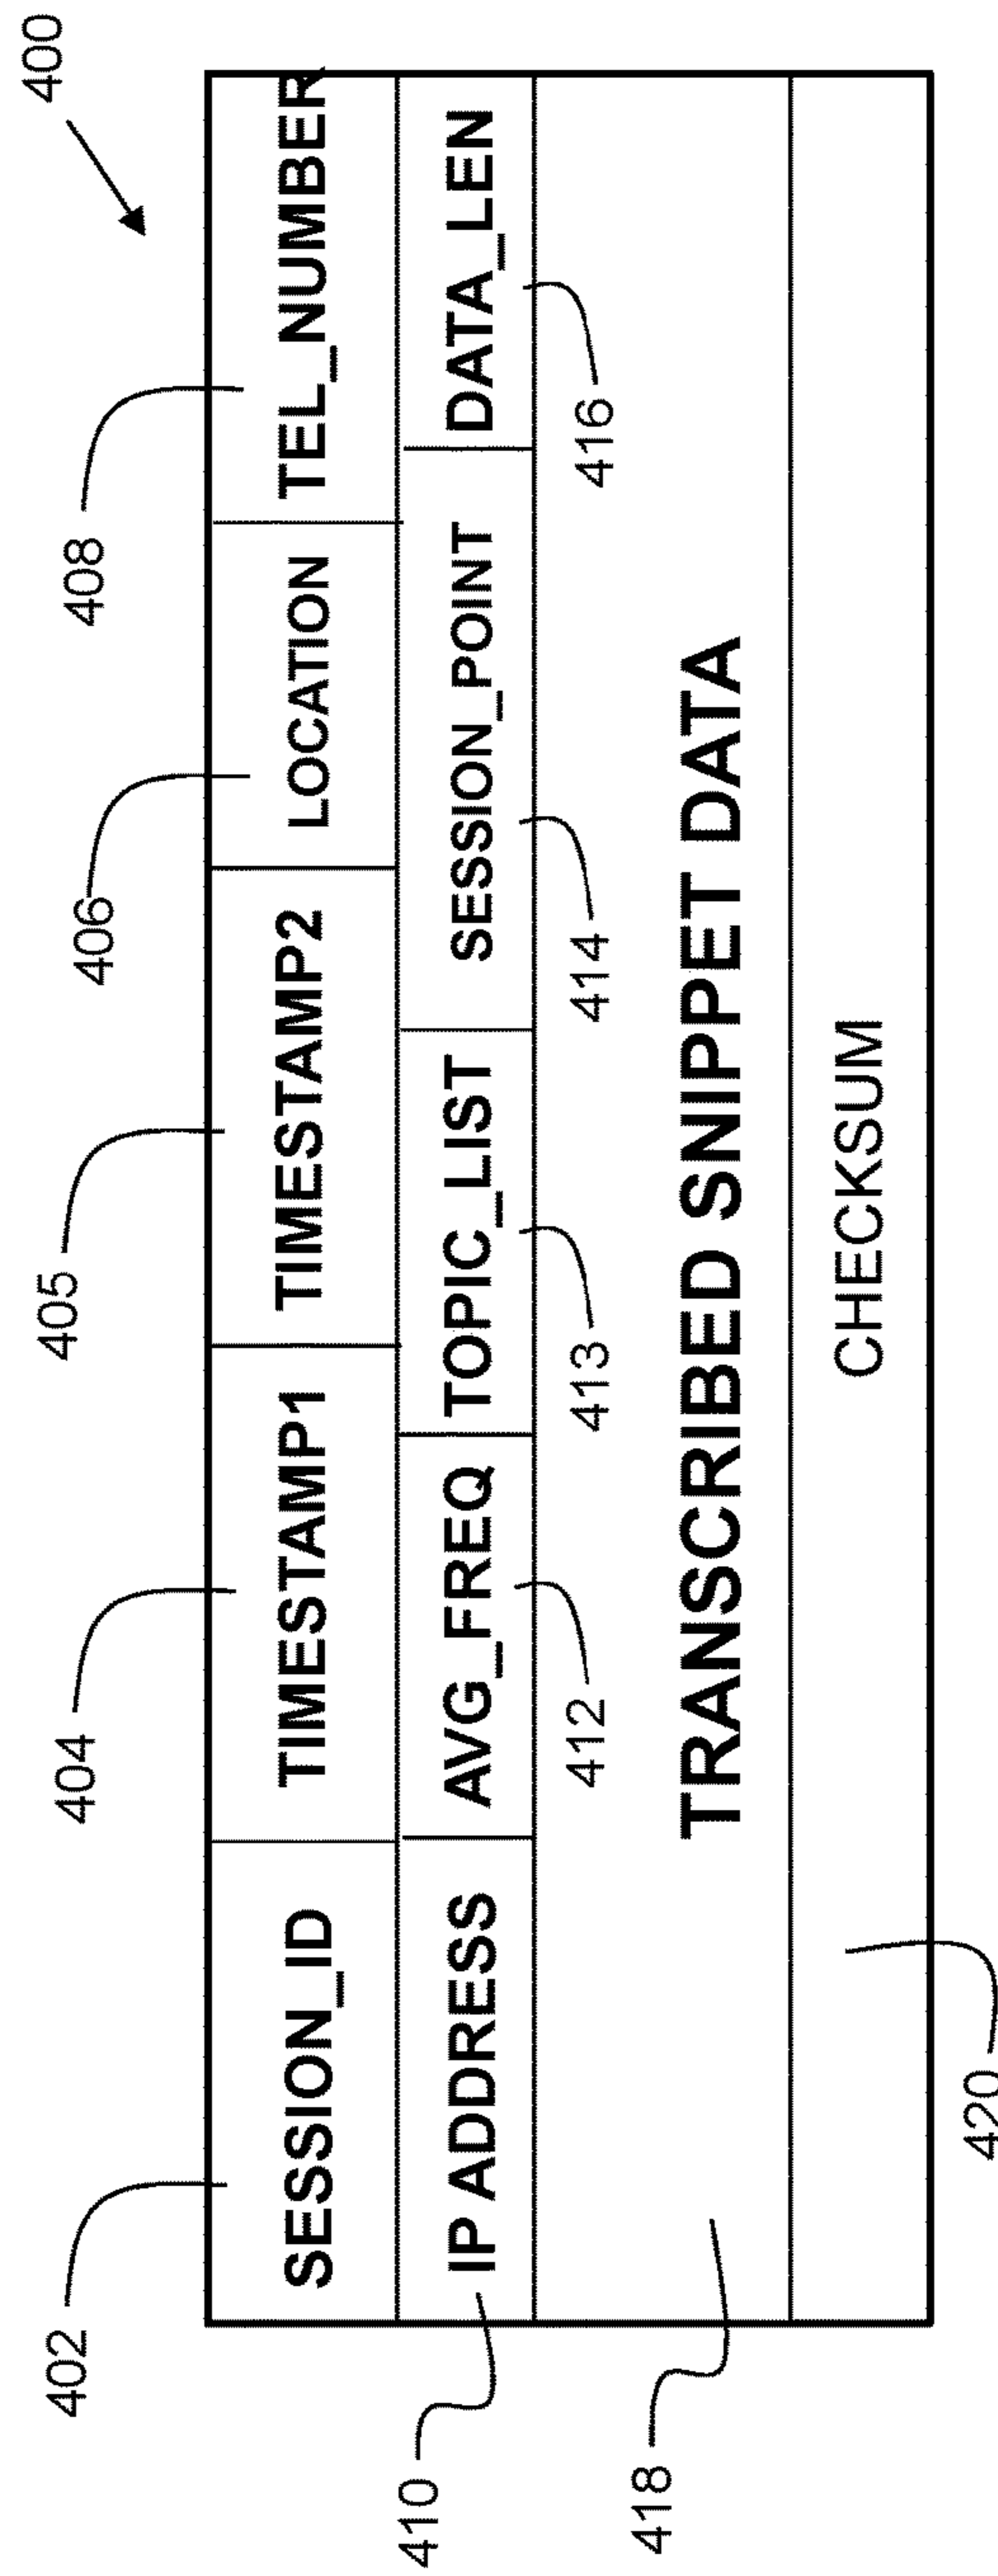 400
402 404 405 406 408
SESSION_ID TIMESTAMP1 TIMESTAMP2 LOCATION TEL_NUMBER
IP ADDRESS AVG_FREQ TOPIC_LIST SESSION_POINT DATA_LEN
410 412 413 414 416
TRANSCRIBED SNIPPET DATA
418
CHECKSUM
420